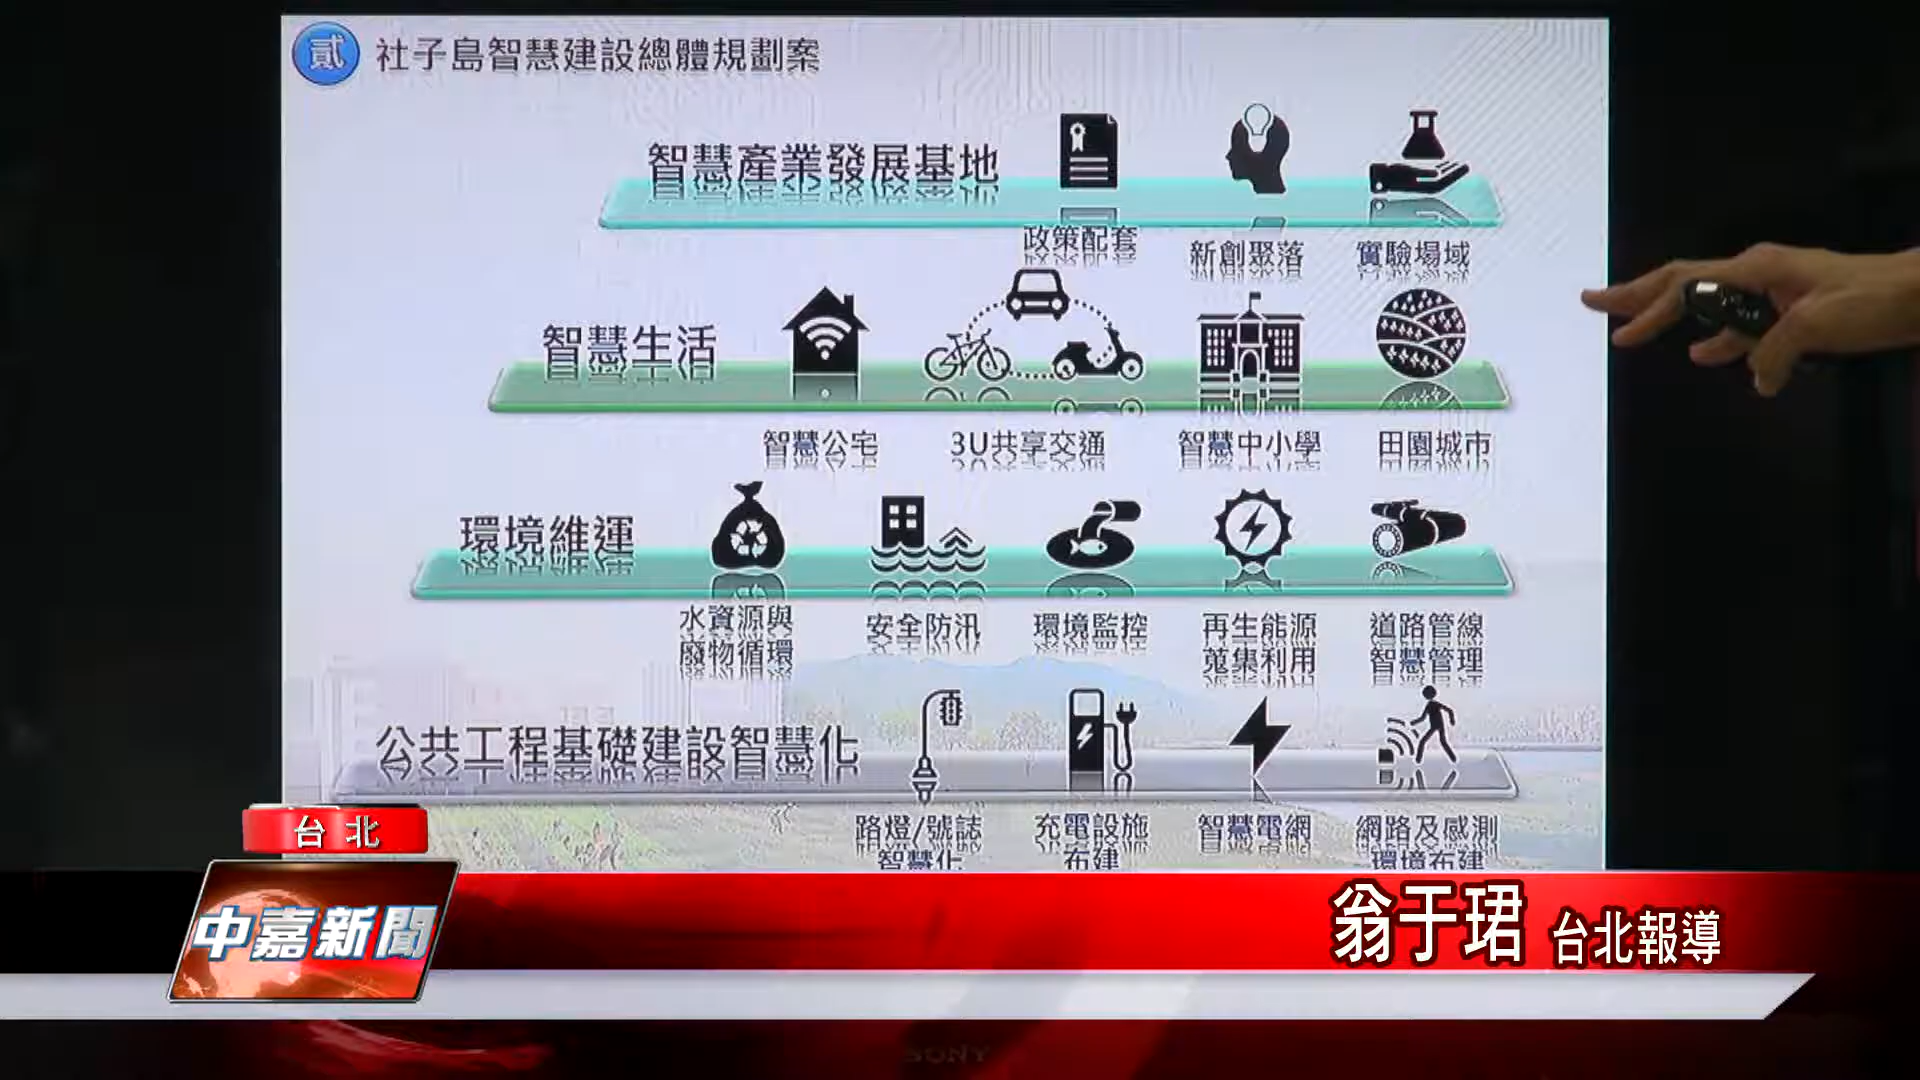 貳 社子島智慧建設總體規劃案
智慧產業發展基地
政策配套 新創聚落 實驗場域
智慧生活
智慧公宅 3U共享交通 智慧中小學 田園城市
環境維運
水資源與
廢物循環
安全防汛 環境監控
再生能源
蒐集利用
道路管線
智慧管理
公共工程基礎建設智慧化
路燈/號誌
智慧化
充電設施
布建
智慧電網
網路及感測
環境布建
台北
中嘉新聞
翁于珺 台北報導
SONY